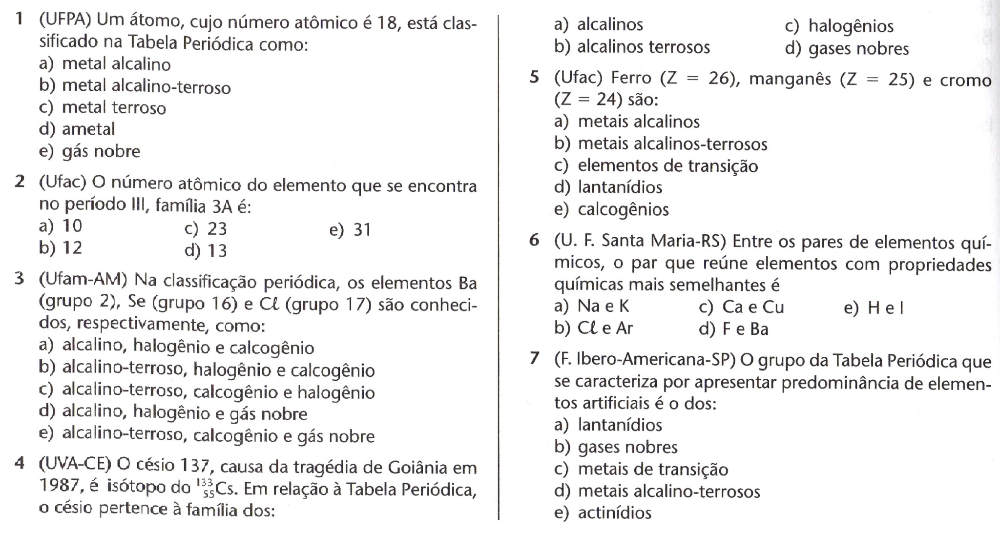 1 (UFPA) Um átomo, cujo número atômico é 18, está clas-
sificado na Tabela Periódica como:
a) metal alcalino
b) metal alcalino-terroso
c) metal terroso
d) ametal
e) gás nobre
2 (Ufac) O número atômico do elemento que se encontra
no período III, família 3A é:
a) 10 c) 23 e) 31
b) 12 d) 13
3 (Ufam-AM) Na classificação periódica, os elementos Ba
(grupo 2), Se (grupo 16) e Cℓ (grupo 17) são conheci-
dos, respectivamente, como:
a) alcalino, halogênio e calcogênio
b) alcalino-terroso, halogênio e calcogênio
c) alcalino-terroso, calcogênio e halogênio
d) alcalino, halogênio e gás nobre
e) alcalino-terroso, calcogênio e gás nobre
4 (UVA-CE) O césio 137, causa da tragédia de Goiânia em
1987, é isótopo do ¹³³₅₅Cs. Em relação à Tabela Periódica,
o césio pertence à família dos:
a) alcalinos c) halogênios
b) alcalinos terrosos d) gases nobres
5 (Ufac) Ferro (Z = 26), manganês (Z = 25) e cromo
(Z = 24) são:
a) metais alcalinos
b) metais alcalinos-terrosos
c) elementos de transição
d) lantanídios
e) calcogênios
6 (U. F. Santa Maria-RS) Entre os pares de elementos quí-
micos, o par que reúne elementos com propriedades
químicas mais semelhantes é
a) Na e K c) Ca e Cu e) H e I
b) Cℓ e Ar d) F e Ba
7 (F. Ibero-Americana-SP) O grupo da Tabela Periódica que
se caracteriza por apresentar predominância de elemen-
tos artificiais é o dos:
a) lantanídios
b) gases nobres
c) metais de transição
d) metais alcalino-terrosos
e) actinídios